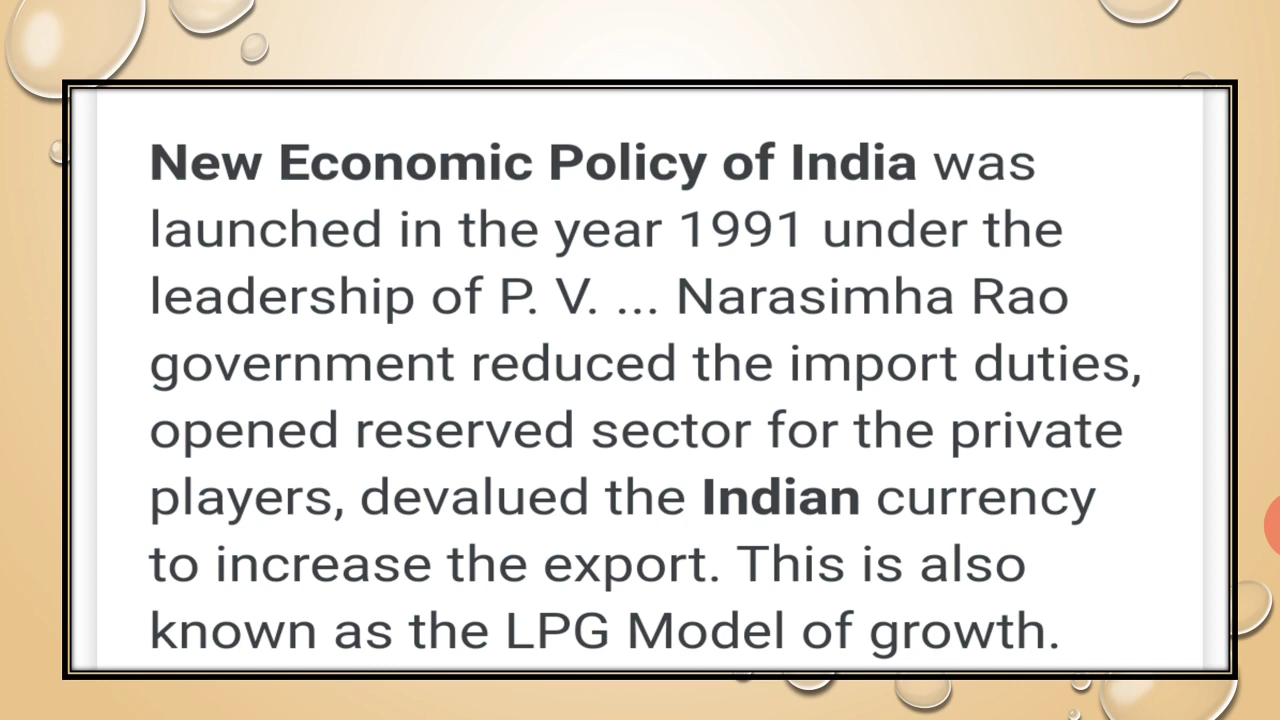 New Economic Policy of India was
launched in the year 1991 under the
leadership of P. V. ... Narasimha Rao
government reduced the import duties,
opened reserved sector for the private
players, devalued the Indian currency
to increase the export. This is also
known as the LPG Model of growth.